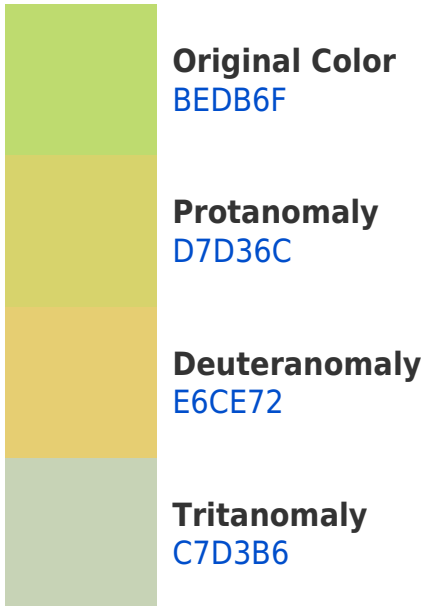 Original Color
BEDB6F
Protanomaly
D7D36C
Deuteranomaly
E6CE72
Tritanomaly
C7D3B6